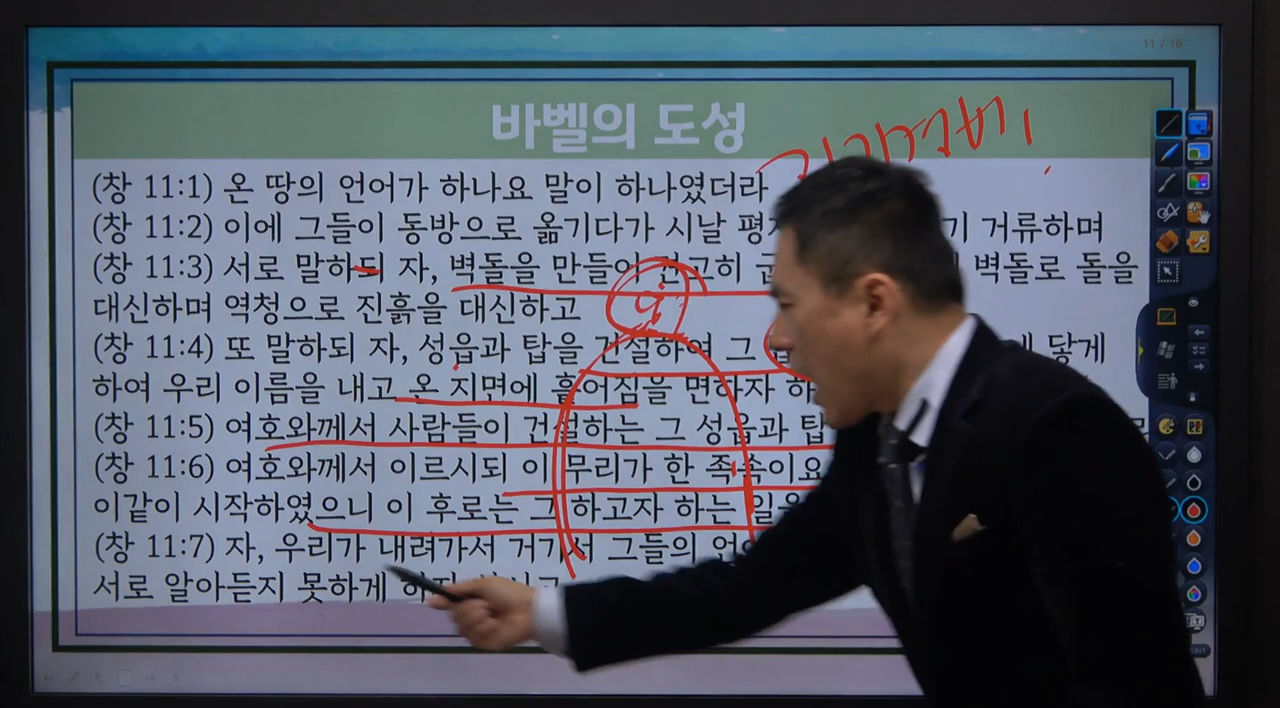 11 / 16
바벨의 도성
(창 11:1) 온 땅의 언어가 하나요 말이 하나였더라
(창 11:2) 이에 그들이 동방으로 옮기다가 시날 거류하며
(창 11:3) 서로 말하되 자, 벽돌을 만들어 견고히 벽돌로 돌을
대신하며 역청으로 진흙을 대신하고
(창 11:4) 또 말하되 자, 성읍과 탑을 건설하여 그 닿게
하여 우리 이름을 내고 온 지면에 흩어짐을 면하자
(창 11:5) 여호와께서 사람들이 건설하는 그 성읍과
(창 11:6) 여호와께서 이르시되 이 무리가 한 족속이요
이같이 시작하였으니 이 후로는 그 하고자 하는
(창 11:7) 자, 우리가 내려가서 거기서 그들의
서로 알아듣지 못하게